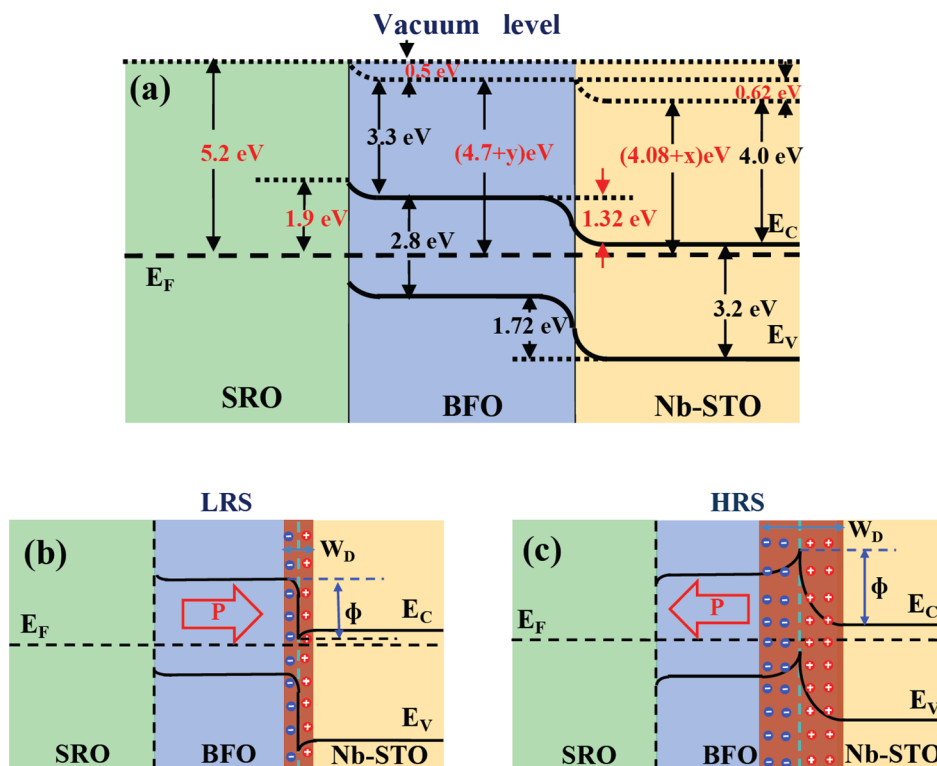 Vacuum level
(a)
0.5 eV
0.62 eV
3.3 eV
5.2 eV
(4.7+y)eV
(4.08+x)eV
4.0 eV
1.9 eV
1.32 eV
2.8 eV
E_C
E_F
3.2 eV
1.72 eV
E_V
SRO
BFO
Nb-STO
LRS
(b)
W_D
P
ϕ
E_C
E_F
E_V
SRO
BFO
Nb-STO
HRS
(c)
W_D
P
ϕ
E_C
E_F
E_V
SRO
BFO
Nb-STO